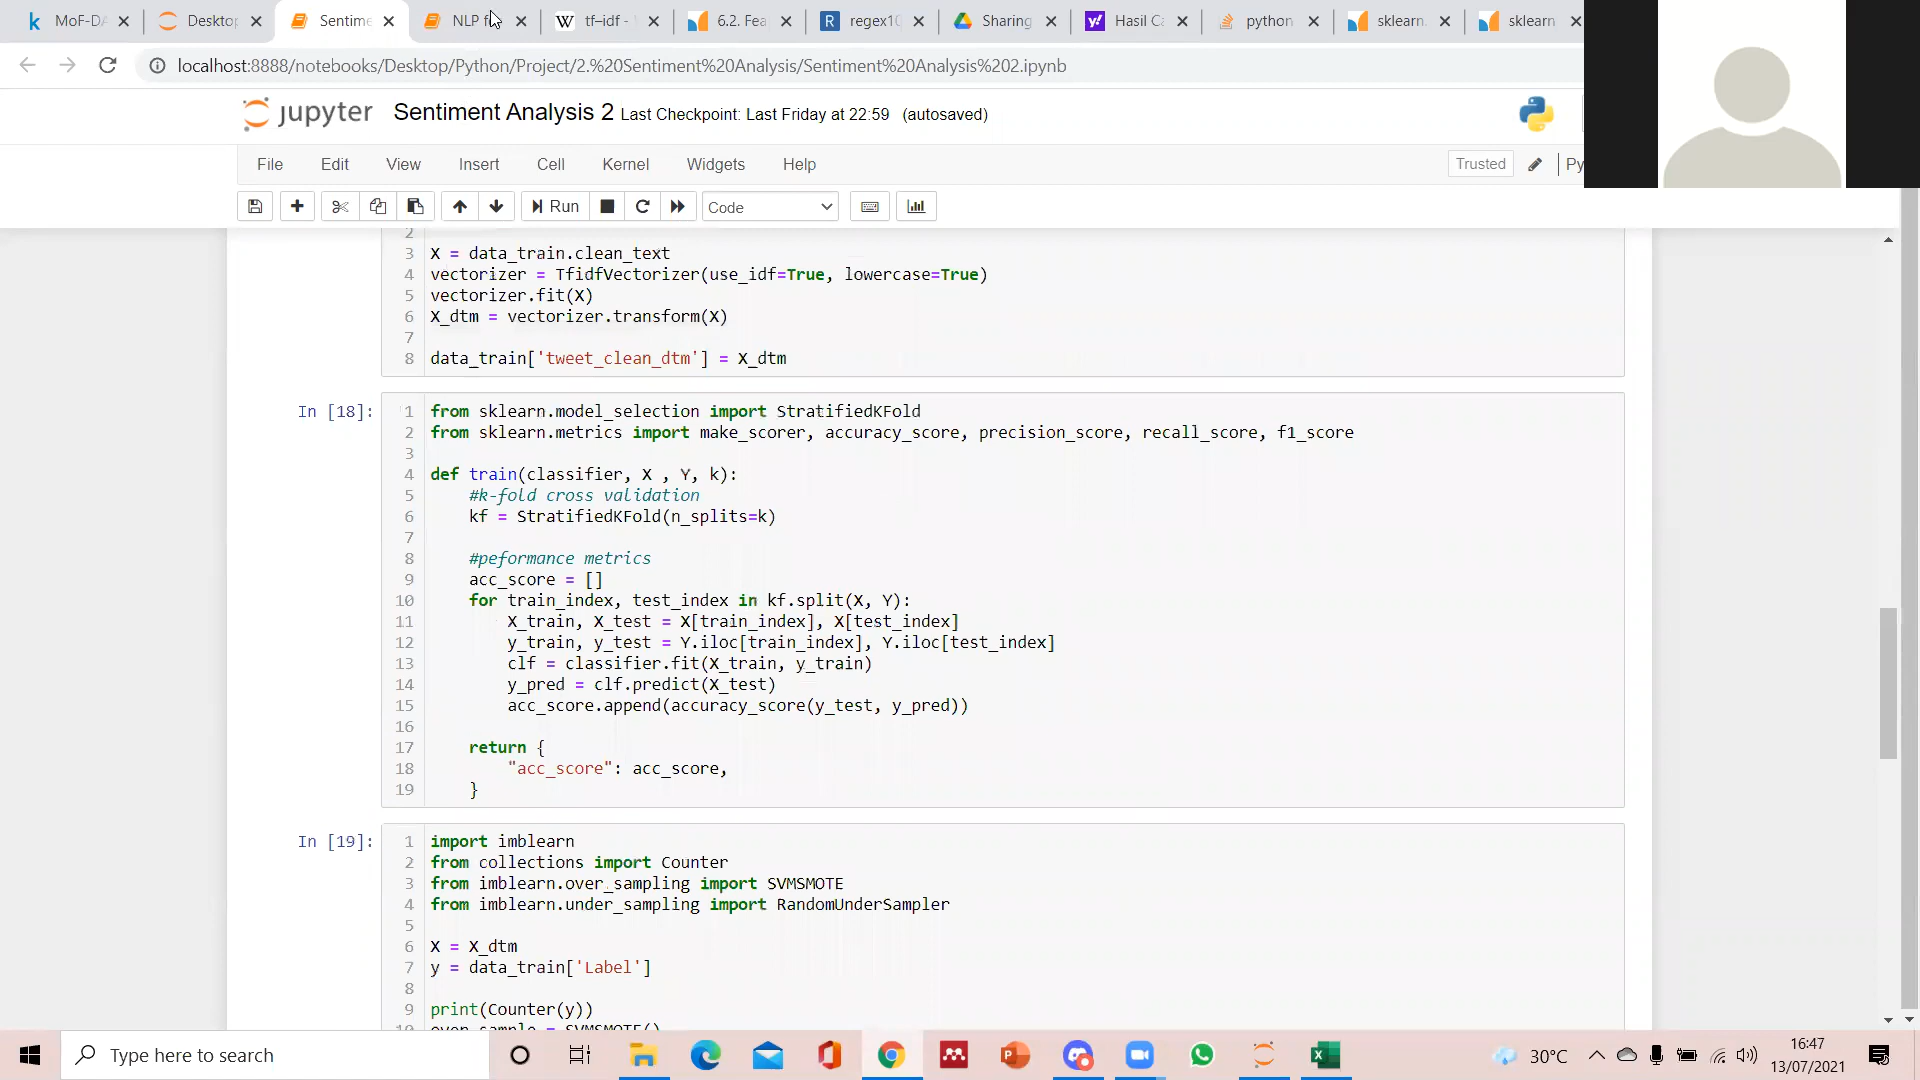 MoF-DA
Desktop
Sentime
NLP f
tf–idf -
6.2. Fea
regex10
Sharing
Hasil Ca
python
sklearn.
sklearn
localhost:8888/notebooks/Desktop/Python/Project/2.%20Sentiment%20Analysis/Sentiment%20Analysis%202.ipynb
jupyter Sentiment Analysis 2 Last Checkpoint: Last Friday at 22:59 (autosaved)
File Edit View Insert Cell Kernel Widgets Help Trusted Py
Run Code
2
3 X = data_train.clean_text
4 vectorizer = TfidfVectorizer(use_idf=True, lowercase=True)
5 vectorizer.fit(X)
6 X_dtm = vectorizer.transform(X)
7
8 data_train['tweet_clean_dtm'] = X_dtm
In [18]: 1 from sklearn.model_selection import StratifiedKFold
2 from sklearn.metrics import make_scorer, accuracy_score, precision_score, recall_score, f1_score
3
4 def train(classifier, X , Y, k):
5 #k-fold cross validation
6 kf = StratifiedKFold(n_splits=k)
7
8 #peformance metrics
9 acc_score = []
10 for train_index, test_index in kf.split(X, Y):
11 X_train, X_test = X[train_index], X[test_index]
12 y_train, y_test = Y.iloc[train_index], Y.iloc[test_index]
13 clf = classifier.fit(X_train, y_train)
14 y_pred = clf.predict(X_test)
15 acc_score.append(accuracy_score(y_test, y_pred))
16
17 return {
18 "acc_score": acc_score,
19 }
In [19]: 1 import imblearn
2 from collections import Counter
3 from imblearn.over_sampling import SVMSMOTE
4 from imblearn.under_sampling import RandomUnderSampler
5
6 X = X_dtm
7 y = data_train['Label']
8
9 print(Counter(y))
10 over_sample = SVMSMOTE()
Type here to search
30°C
16:47
13/07/2021